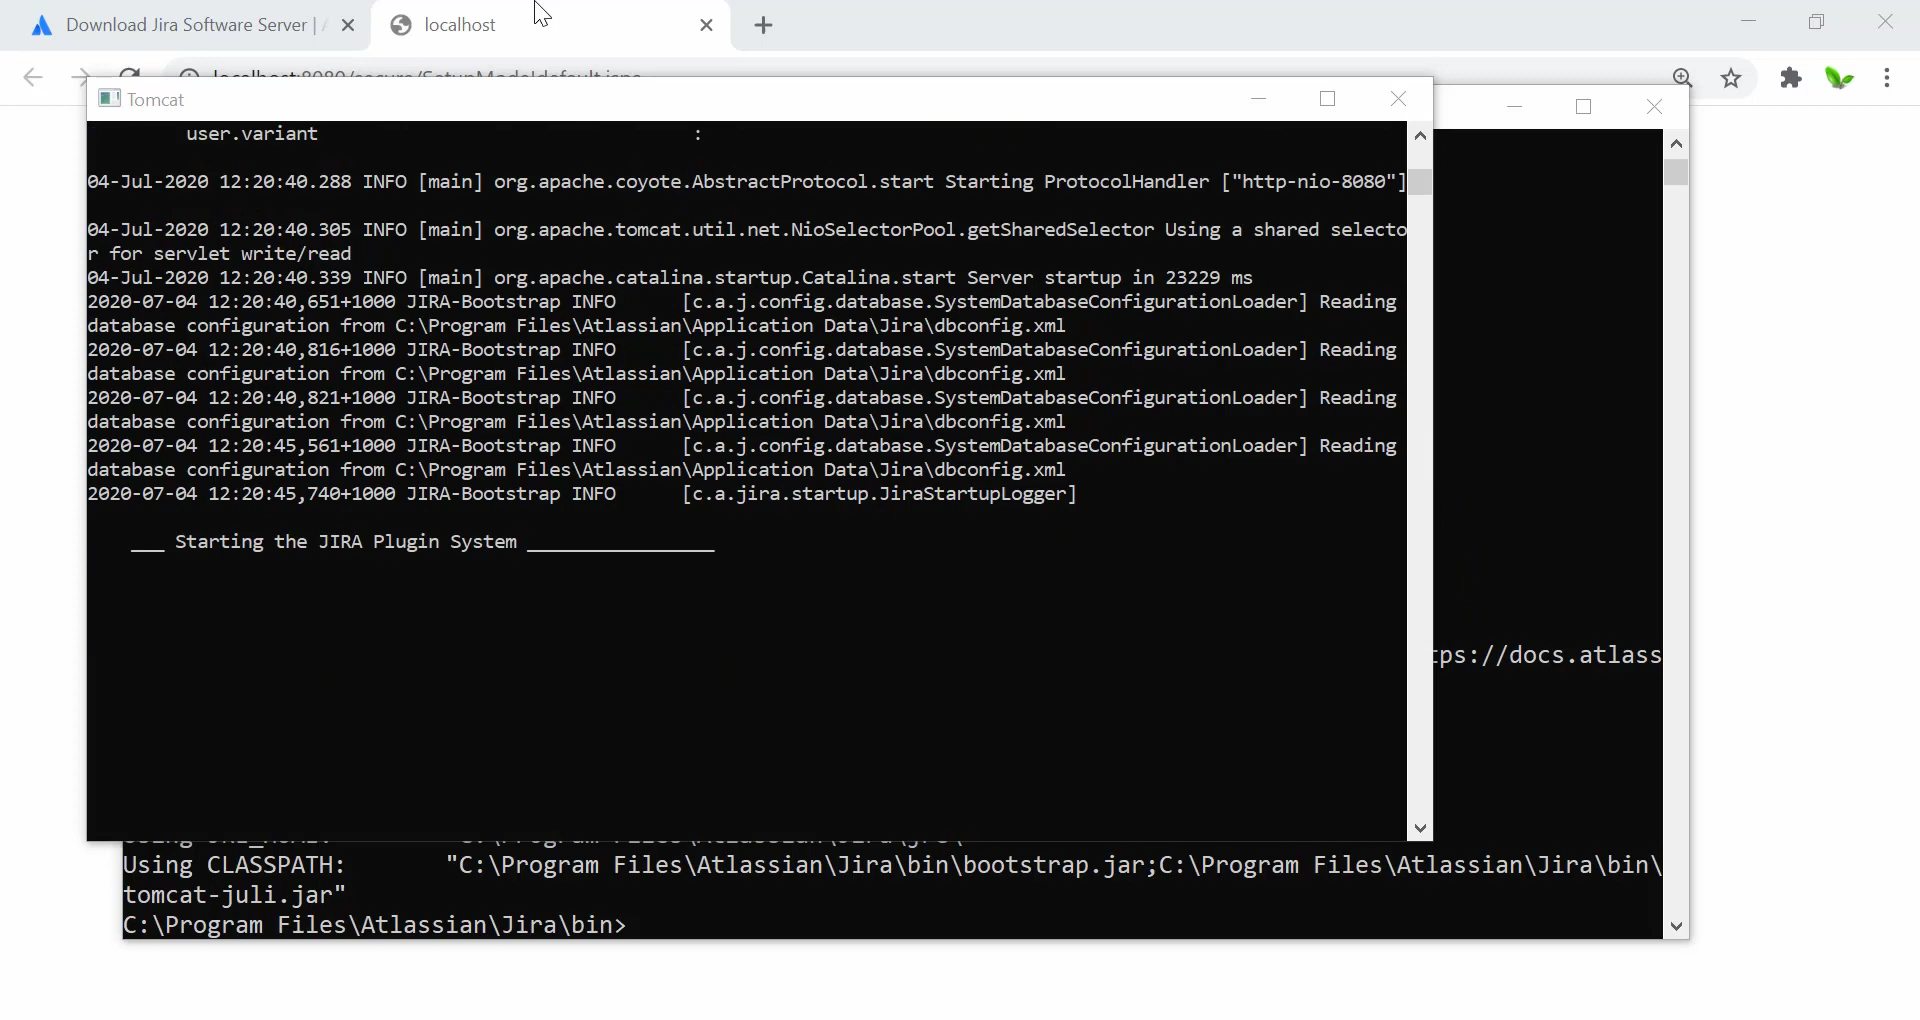 Download Jira Software Server |
localhost
localhost:8080/secure/SetupMode!default.jspa
Tomcat
user.variant :
04-Jul-2020 12:20:40.288 INFO [main] org.apache.coyote.AbstractProtocol.start Starting ProtocolHandler ["http-nio-8080"]
04-Jul-2020 12:20:40.305 INFO [main] org.apache.tomcat.util.net.NioSelectorPool.getSharedSelector Using a shared selecto
r for servlet write/read
04-Jul-2020 12:20:40.339 INFO [main] org.apache.catalina.startup.Catalina.start Server startup in 23229 ms
2020-07-04 12:20:40,651+1000 JIRA-Bootstrap INFO [c.a.j.config.database.SystemDatabaseConfigurationLoader] Reading
database configuration from C:\Program Files\Atlassian\Application Data\Jira\dbconfig.xml
2020-07-04 12:20:40,816+1000 JIRA-Bootstrap INFO [c.a.j.config.database.SystemDatabaseConfigurationLoader] Reading
database configuration from C:\Program Files\Atlassian\Application Data\Jira\dbconfig.xml
2020-07-04 12:20:40,821+1000 JIRA-Bootstrap INFO [c.a.j.config.database.SystemDatabaseConfigurationLoader] Reading
database configuration from C:\Program Files\Atlassian\Application Data\Jira\dbconfig.xml
2020-07-04 12:20:45,561+1000 JIRA-Bootstrap INFO [c.a.j.config.database.SystemDatabaseConfigurationLoader] Reading
database configuration from C:\Program Files\Atlassian\Application Data\Jira\dbconfig.xml
2020-07-04 12:20:45,740+1000 JIRA-Bootstrap INFO [c.a.jira.startup.JiraStartupLogger]
___ Starting the JIRA Plugin System _________________
tps://docs.atlass
Using CLASSPATH: "C:\Program Files\Atlassian\Jira\bin\bootstrap.jar;C:\Program Files\Atlassian\Jira\bin\
tomcat-juli.jar"
C:\Program Files\Atlassian\Jira\bin>